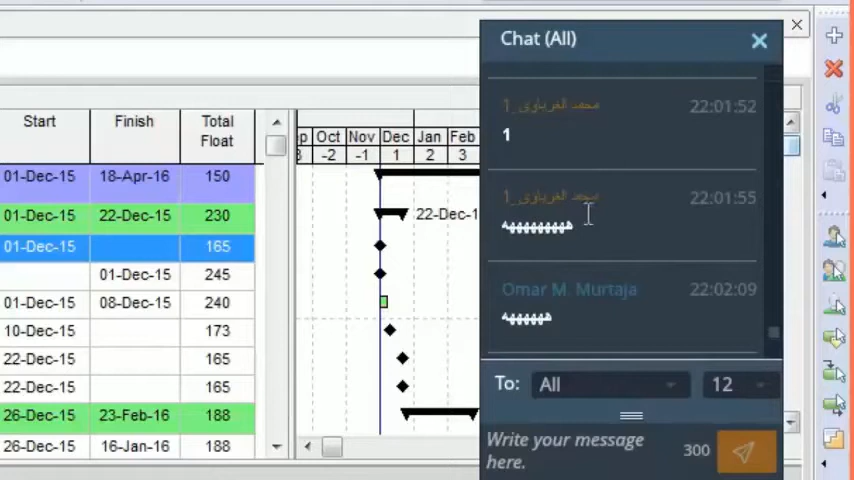 Chat (All)
محمد الغرباوي_1
22:01:52
1
محمد الغرباوي_1
22:01:55
Omar M. Murtaja
22:02:09
To:
All
12
Write your message
here.
300
Start
Finish
Total
Float
Oct
Nov
Dec
Jan
Feb
-2
-1
1
2
3
01-Dec-15
18-Apr-16
150
01-Dec-15
22-Dec-15
230
22-Dec-1
01-Dec-15
165
01-Dec-15
245
01-Dec-15
08-Dec-15
240
10-Dec-15
173
22-Dec-15
165
22-Dec-15
165
26-Dec-15
23-Feb-16
188
26-Dec-15
16-Jan-16
188